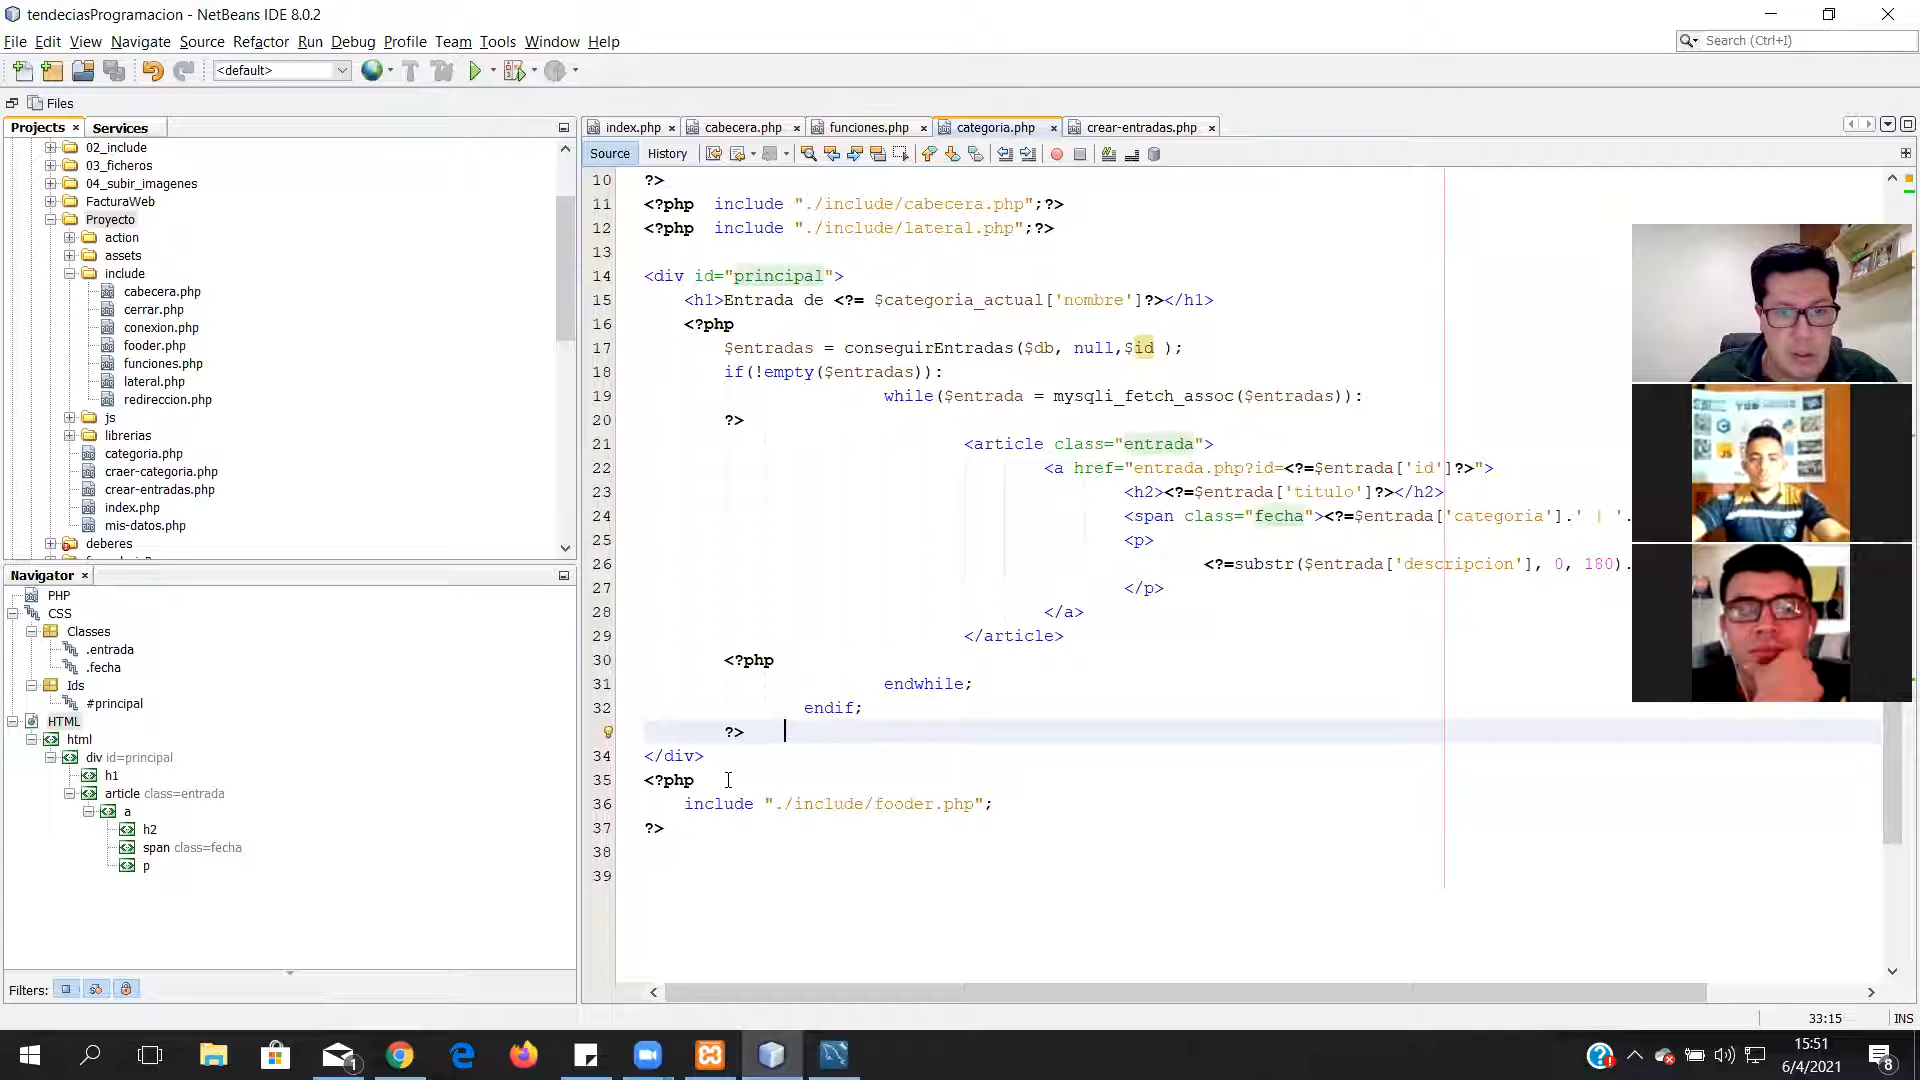 tendeciasProgramacion - NetBeans IDE 8.0.2
File Edit View Navigate Source Refactor Run Debug Profile Team Tools Window Help
Search (Ctrl+I)
<default>
Files
Projects Services
index.php cabecera.php funciones.php categoria.php crear-entradas.php
Source History
02_include
03_ficheros
04_subir_imagenes
FacturaWeb
Proyecto
action
assets
include
cabecera.php
cerrar.php
conexion.php
fooder.php
funciones.php
lateral.php
redireccion.php
js
librerias
categoria.php
craer-categoria.php
crear-entradas.php
index.php
mis-datos.php
deberes
Navigator
PHP
CSS
Classes
.entrada
.fecha
Ids
#principal
HTML
html
div id=principal
h1
article class=entrada
a
h2
span class=fecha
p
Filters:
10 ?>
11 <?php  include "./include/cabecera.php";?>
12 <?php  include "./include/lateral.php";?>
13
14 <div id="principal">
15 <h1>Entrada de <?= $categoria_actual['nombre']?></h1>
16 <?php
17 $entradas = conseguirEntradas($db, null,$id );
18 if(!empty($entradas)):
19 while($entrada = mysqli_fetch_assoc($entradas)):
20 ?>
21 <article class="entrada">
22 <a href="entrada.php?id=<?=$entrada['id']?>">
23 <h2><?=$entrada['titulo']?></h2>
24 <span class="fecha"><?=$entrada['categoria'].' | '.
25 <p>
26 <?=substr($entrada['descripcion'], 0, 180).
27 </p>
28 </a>
29 </article>
30 <?php
31 endwhile;
32 endif;
?>
34 </div>
35 <?php
36 include "./include/fooder.php";
37 ?>
38
39
33:15 INS
1
15:51
6/4/2021
8